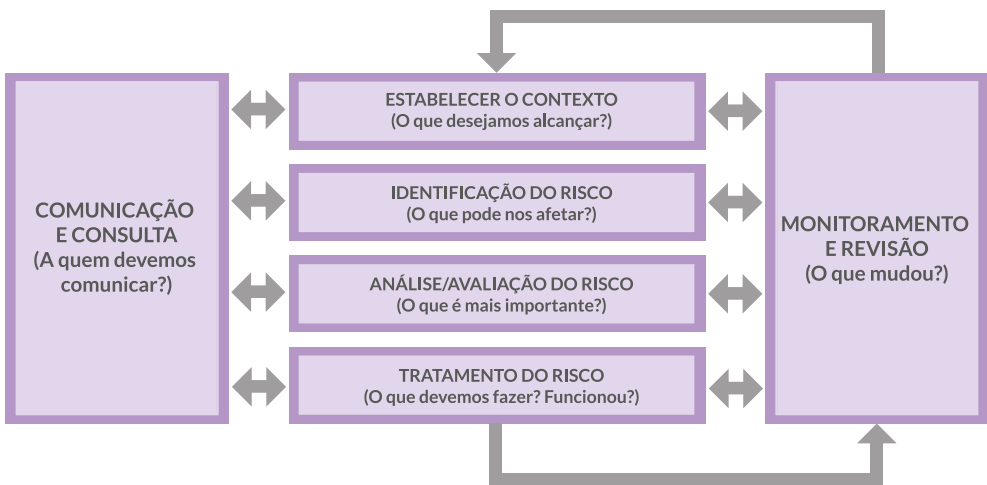 COMUNICAÇÃO
E CONSULTA
(A quem devemos
comunicar?)
ESTABELECER O CONTEXTO
(O que desejamos alcançar?)
IDENTIFICAÇÃO DO RISCO
(O que pode nos afetar?)
ANÁLISE/AVALIAÇÃO DO RISCO
(O que é mais importante?)
TRATAMENTO DO RISCO
(O que devemos fazer? Funcionou?)
MONITORAMENTO
E REVISÃO
(O que mudou?)